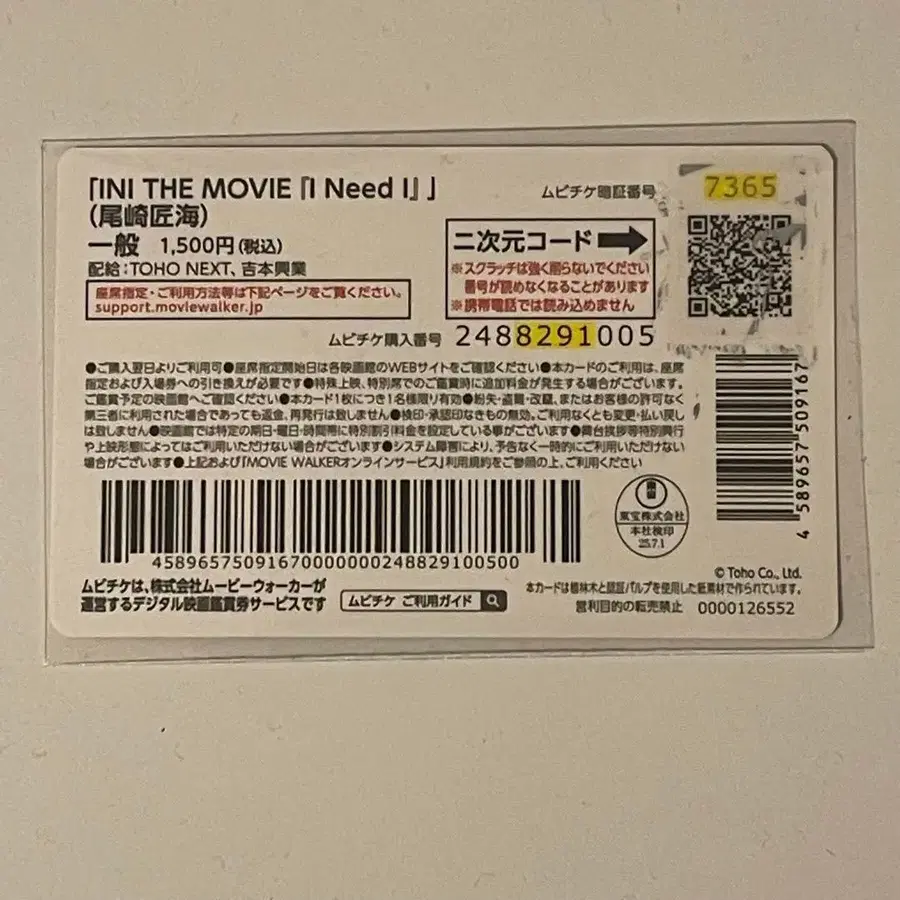 「INI THE MOVIE『I Need I』」
(尾崎匠海)
一般 1,500円(税込)
配給:TOHO NEXT、吉本興業
座席指定・ご利用方法等は下記ページをご覧ください。
support.moviewalker.jp
ムビチケ暗証番号 7365
二次元コード
※スクラッチは強く削らないでください
番号が読めなくなることがあります
※携帯電話では読み込めません
ムビチケ購入番号 2488291005
●ご購入翌日よりご利用可●座席指定開始日は各映画館のWEBサイトをご確認ください●本カードのご利用は、座席
指定および入場券への引き換えが必要です●特殊上映、特別席でのご鑑賞時に追加料金が発生する場合がございます。
ご鑑賞予定の映画館へご確認ください●本カード1枚につき1名様限り有効●紛失・盗難・改竄、またはお客様の許可なく
第三者に利用された場合であっても返金、再発行は致しません●検印・承認印なきもの無効。ご利用なくとも変更・払い戻し
は致しません●映画館では特定の期日・曜日・時間帯に特別割引料金を設定している事がございます●舞台挨拶等特別興行
や上映形態によってはご利用いただけない場合がございます●システム障害により、予告なく一時的にご利用いただけない
場合がございます●上記および「MOVIE WALKERオンラインサービス」利用規約をご参照の上、ご利用ください
4589657509167000000024882910​0500
4 589657 509167
東宝株式会社
本社検印
25.7.1
© Toho Co., Ltd.
ムビチケは、株式会社ムービーウォーカーが
運営するデジタル映画鑑賞券サービスです
ムビチケ ご利用ガイド
本カードは植林木と認証パルプを使用した紙素材で作られています。
営利目的の転売禁止 0000126552